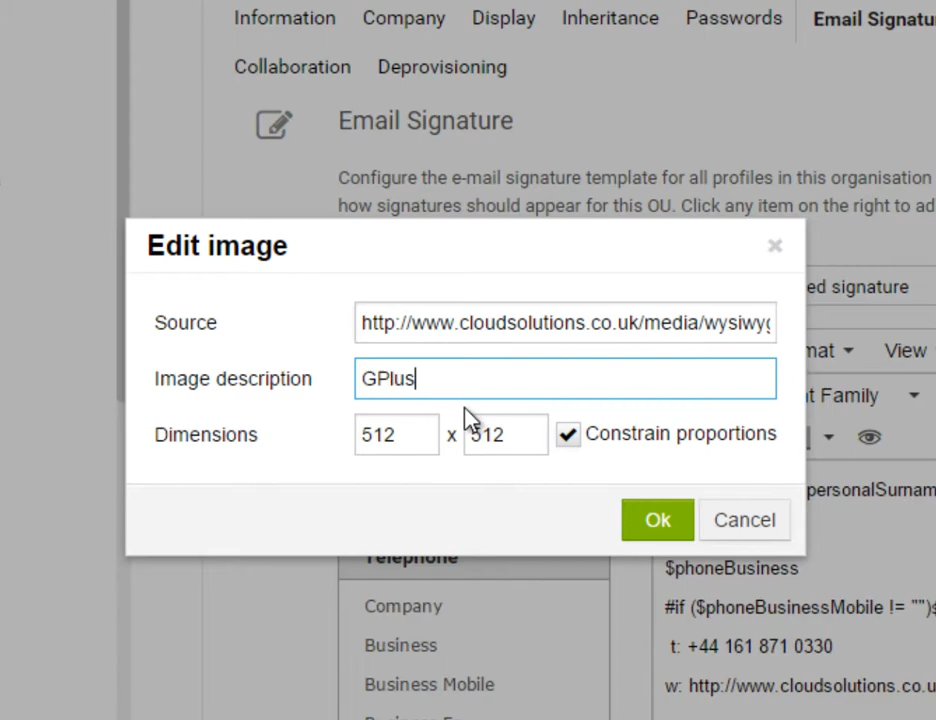 Information Company Display Inheritance Passwords Email Signatu
Collaboration Deprovisioning
Email Signature
Configure the e-mail signature template for all profiles in this organisation
how signatures should appear for this OU. Click any item on the right to ad
Edit image ×
ed signature
Source http://www.cloudsolutions.co.uk/media/wysiwyg
mat View
Image description GPlus
t Family
Dimensions 512 x 512 Constrain proportions
personalSurnam
Ok Cancel
Telephone
$phoneBusiness
Company #if ($phoneBusinessMobile != "")$
Business t: +44 161 871 0330
Business Mobile w: http://www.cloudsolutions.co.u